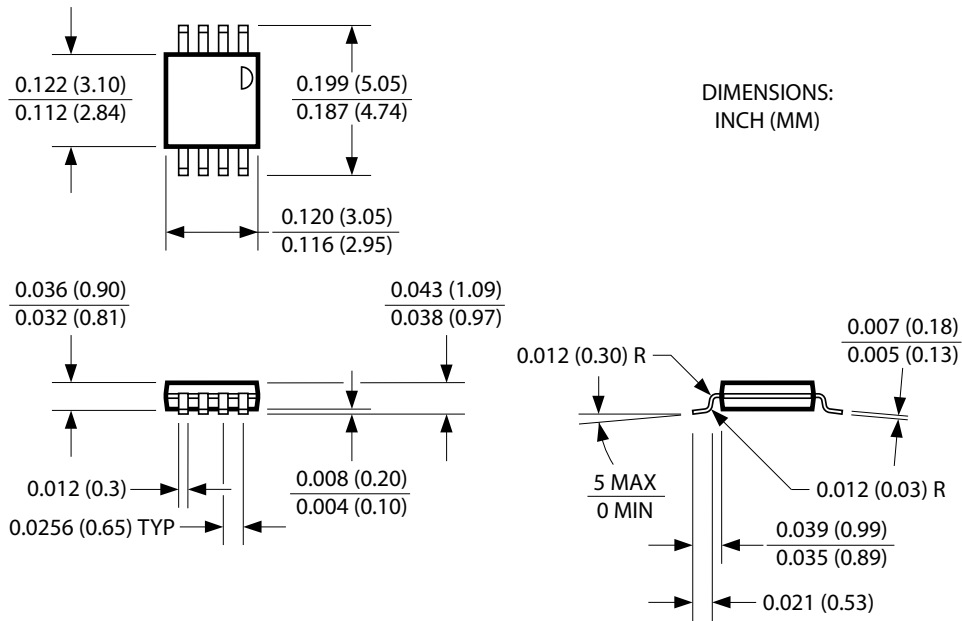 0.122 (3.10)
0.112 (2.84)
0.199 (5.05)
0.187 (4.74)
DIMENSIONS:
INCH (MM)
0.120 (3.05)
0.116 (2.95)
0.036 (0.90)
0.032 (0.81)
0.043 (1.09)
0.038 (0.97)
0.012 (0.3)
0.0256 (0.65) TYP
0.008 (0.20)
0.004 (0.10)
0.012 (0.30) R
0.007 (0.18)
0.005 (0.13)
5 MAX
0 MIN
0.012 (0.03) R
0.039 (0.99)
0.035 (0.89)
0.021 (0.53)